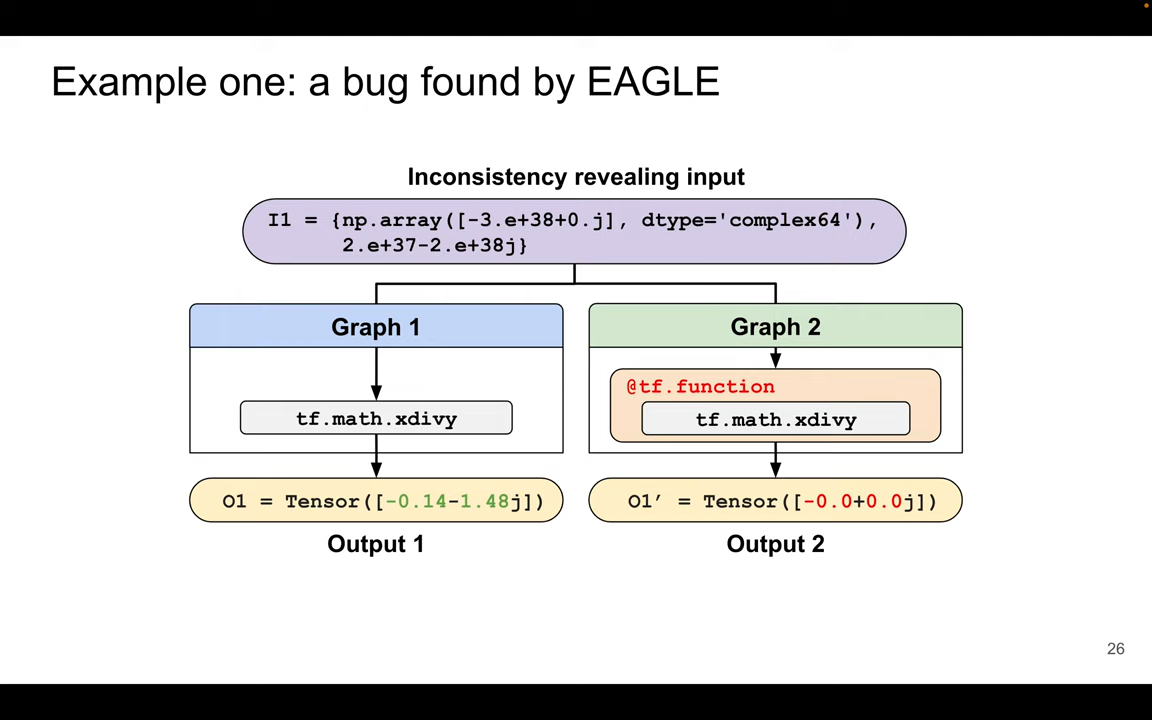 Example one: a bug found by EAGLE
Inconsistency revealing input
I1 = {np.array([-3.e+38+0.j], dtype='complex64'),
2.e+37-2.e+38j}
Graph 1
Graph 2
@tf.function
tf.math.xdivy
tf.math.xdivy
O1 = Tensor([-0.14-1.48j])
O1’ = Tensor([-0.0+0.0j])
Output 1
Output 2
26